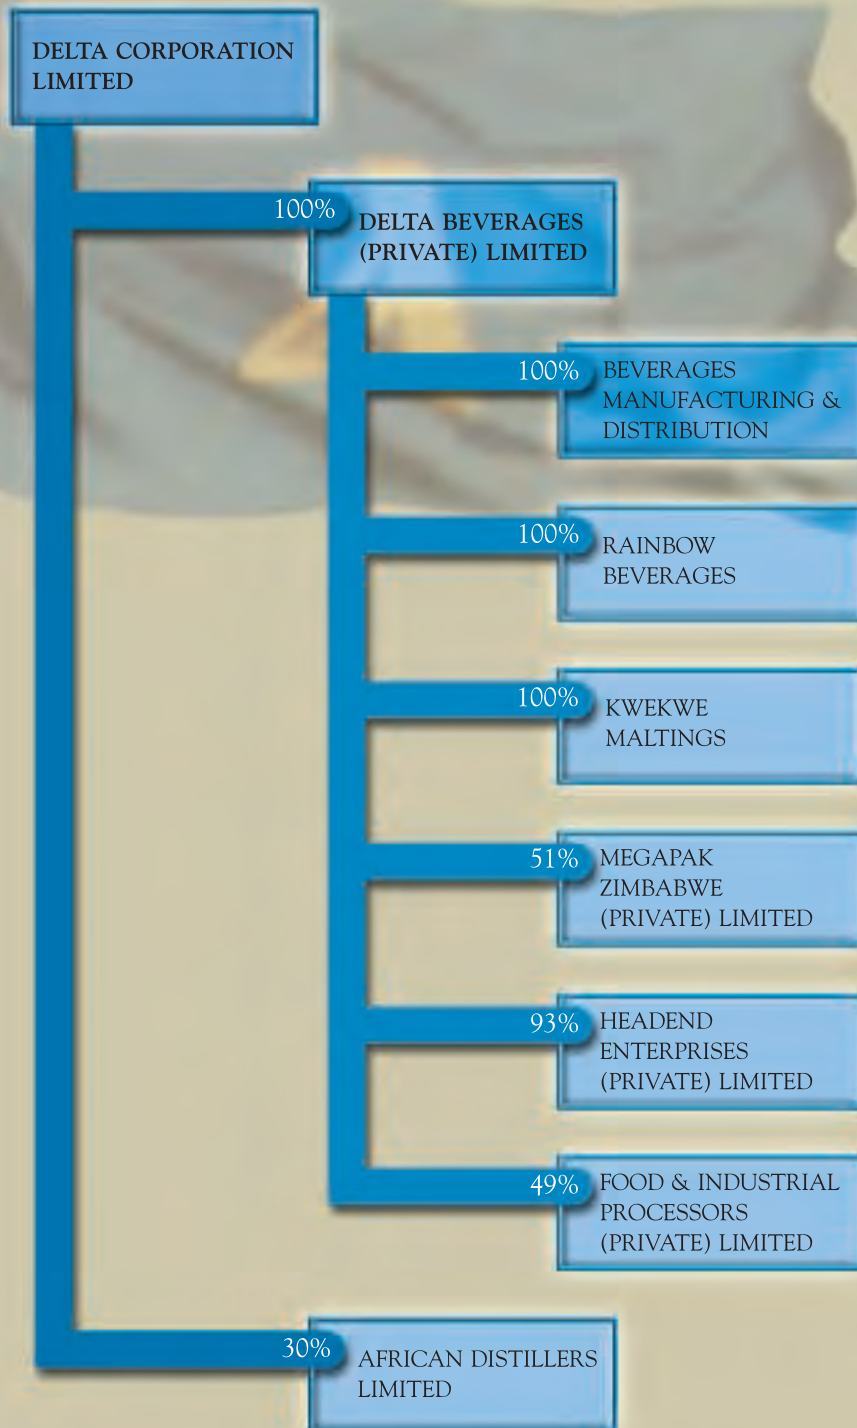 DELTA CORPORATION
LIMITED
100%
DELTA BEVERAGES
(PRIVATE) LIMITED
100%
BEVERAGES
MANUFACTURING &
DISTRIBUTION
100%
RAINBOW
BEVERAGES
100%
KWEKWE
MALTINGS
51%
MEGAPAK
ZIMBABWE
(PRIVATE) LIMITED
93%
HEADEND
ENTERPRISES
(PRIVATE) LIMITED
49%
FOOD & INDUSTRIAL
PROCESSORS
(PRIVATE) LIMITED
30%
AFRICAN DISTILLERS
LIMITED